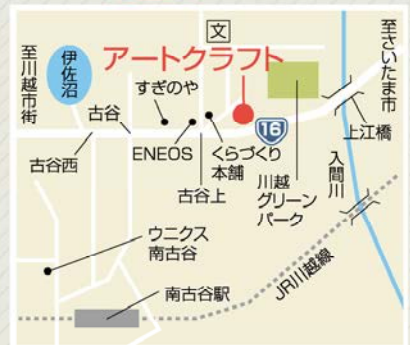 文
アートクラフト
至川越市街
伊佐沼
すぎのや
古谷
古谷西
ENEOS
くらづくり
本舗
古谷上
16
川越
グリーン
パーク
至さいたま市
上江橋
入間川
ウニクス
南古谷
南古谷駅
JR川越線